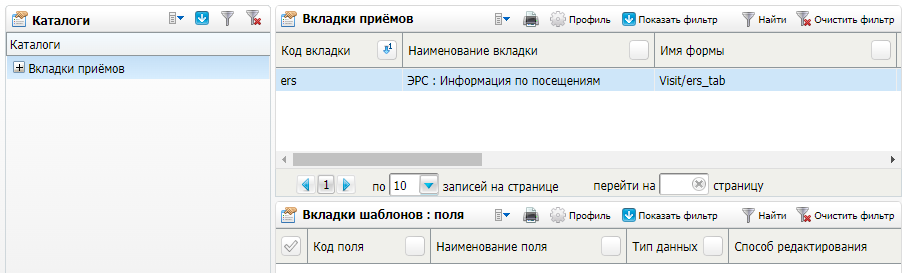 Каталоги
Каталоги
Вкладки приёмов
Вкладки приёмов Профиль Показать фильтр Найти Очистить фильтр
Код вкладки 1 Наименование вкладки Имя формы
ers ЭРС : Информация по посещениям Visit/ers_tab
1 по 10 записей на странице перейти на страницу
Вкладки шаблонов : поля Профиль Показать фильтр Найти Очистить фильтр
Код поля Наименование поля Тип данных Способ редактирования